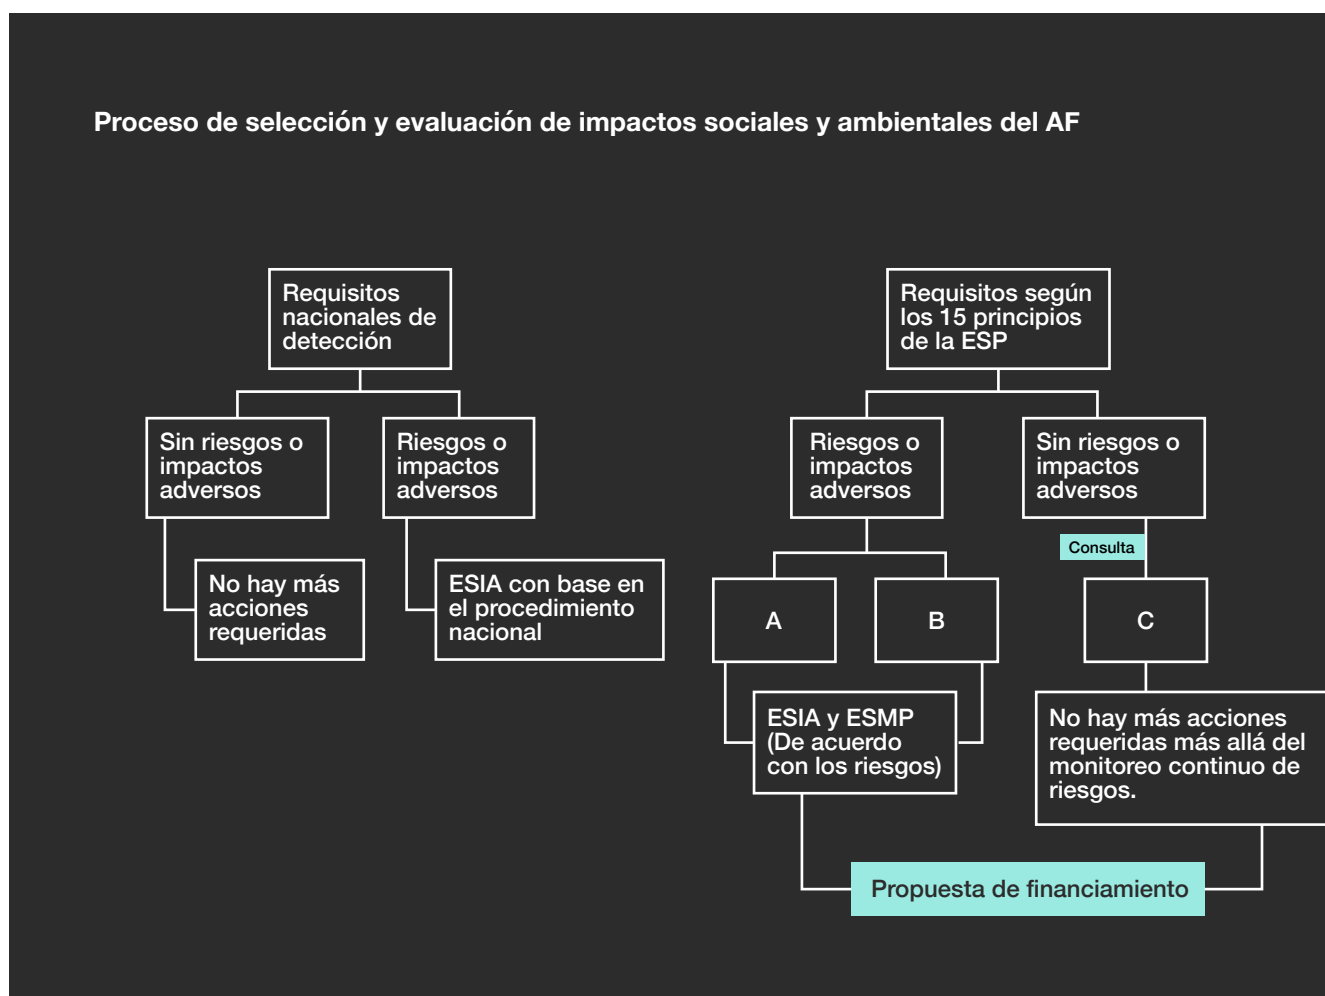 Proceso de selección y evaluación de impactos sociales y ambientales del AF
Requisitos
nacionales de
detección
Sin riesgos o
impactos
adversos
Riesgos o
impactos
adversos
No hay más
acciones
requeridas
ESIA con base en
el procedimiento
nacional
Requisitos según
los 15 principios
de la ESP
Riesgos o
impactos
adversos
Sin riesgos o
impactos
adversos
Consulta
A
B
C
ESIA y ESMP
(De acuerdo
con los riesgos)
No hay más acciones
requeridas más allá del
monitoreo continuo de
riesgos.
Propuesta de financiamiento